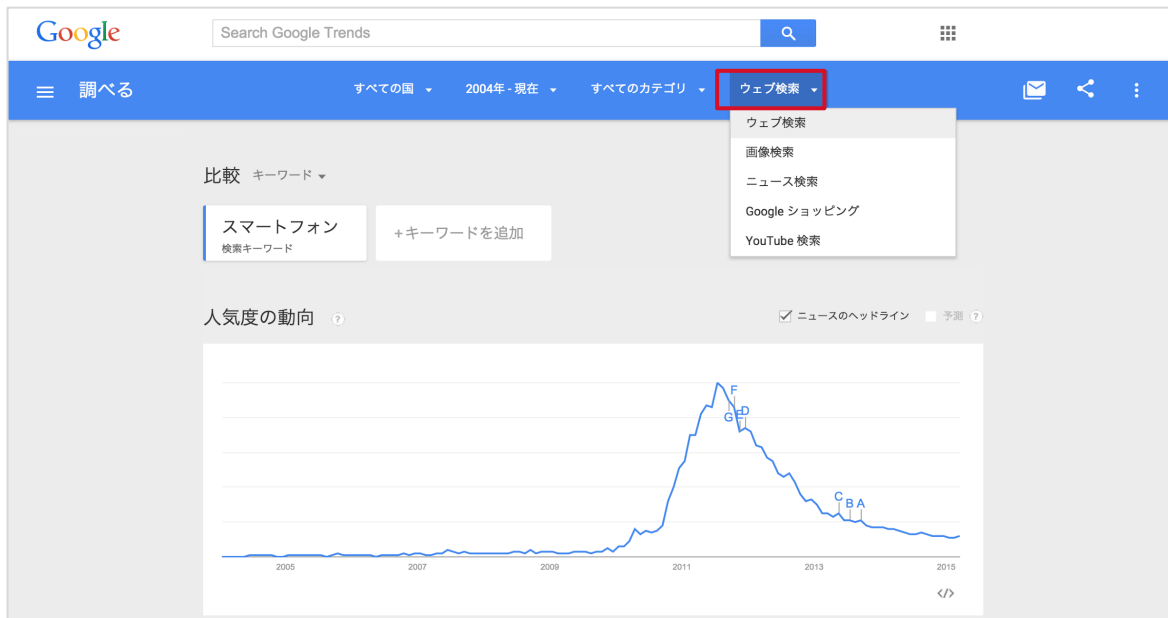 Google
Search Google Trends
調べる
すべての国
2004年 - 現在
すべてのカテゴリ
ウェブ検索
ウェブ検索
画像検索
ニュース検索
Google ショッピング
YouTube 検索
比較 キーワード
スマートフォン
検索キーワード
+キーワードを追加
人気度の動向 ?
ニュースのヘッドライン
予測 ?
F
G E D
C B A
2005 2007 2009 2011 2013 2015
</>